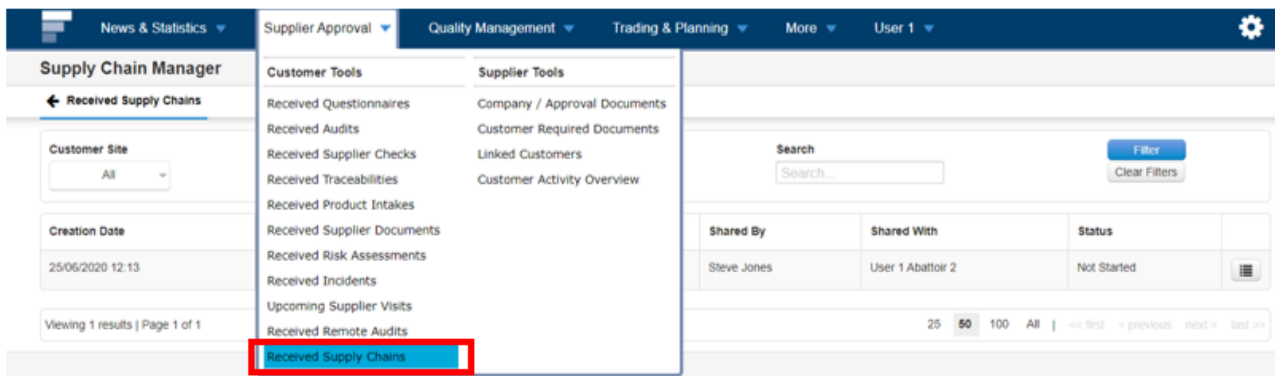 News & Statistics Supplier Approval Quality Management Trading & Planning More User 1
Supply Chain Manager
Received Supply Chains
Customer Tools Supplier Tools
Received Questionnaires Company / Approval Documents
Received Audits Customer Required Documents
Received Supplier Checks Linked Customers
Received Traceabilities Customer Activity Overview
Received Product Intakes
Received Supplier Documents
Received Risk Assessments
Received Incidents
Upcoming Supplier Visits
Received Remote Audits
Received Supply Chains
Customer Site Search Filter
All Search... Clear Filters
Creation Date Shared By Shared With Status
25/06/2020 12:13 Steve Jones User 1 Abattoir 2 Not Started
Viewing 1 results | Page 1 of 1 25 50 100 All | << first < previous next > last >>